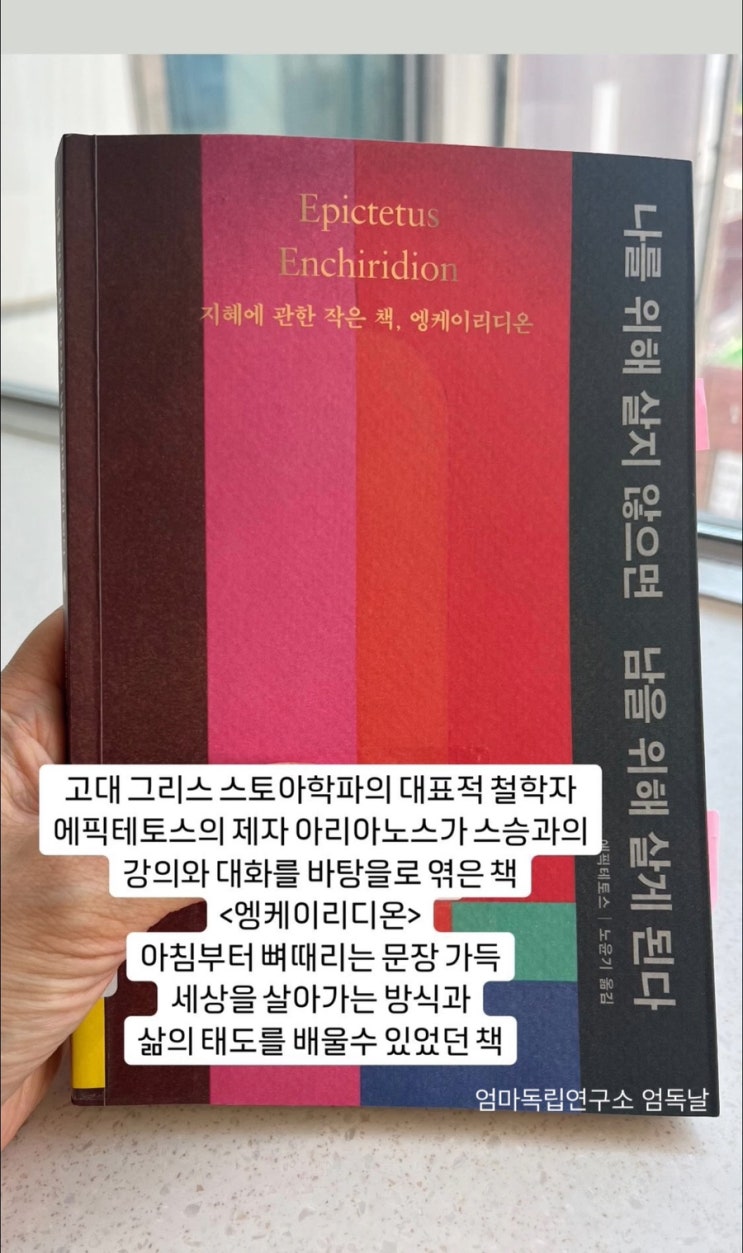 Epictetus
Enchiridion
지혜에 관한 작은 책, 엥케이리디온
나를 위해 살지 않으면 남을 위해 살게 된다
에픽테토스 | 노윤기 옮김
고대 그리스 스토아학파의 대표적 철학자
에픽테토스의 제자 아리아노스가 스승과의
강의와 대화를 바탕을로 엮은 책
<엥케이리디온>
아침부터 뼈때리는 문장 가득
세상을 살아가는 방식과
삶의 태도를 배울수 있었던 책
엄마독립연구소 엄독날